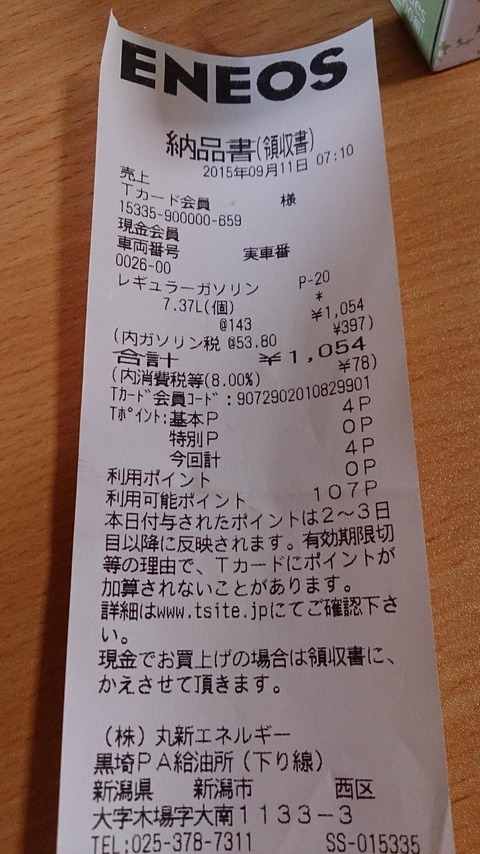 ENEOS
納品書(領収書)
2015年09月11日 07:10
売上
Tカード会員 様
15335-900000-659
現金会員
車両番号 実車番
0026-00
レギュラーガソリン P-20
7.37L(個) *
@143 ¥1,054
(内ガソリン税 @53.80 ¥397)
合計 ¥1,054
(内消費税等(8.00%) ¥78)
Tカード会員コード:9072902010829901
Tポイント:基本P 4P
特別P 0P
今回計 4P
利用ポイント 0P
利用可能ポイント 107P
本日付与されたポイントは2~3日
目以降に反映されます。有効期限切
等の理由で、Tカードにポイントが
加算されないことがあります。
詳細はwww.tsite.jpにてご確認下さ
い。
現金でお買上げの場合は領収書に、
かえさせて頂きます。
(株)丸新エネルギー
黒埼PA給油所(下り線)
新潟県 新潟市 西区
大字木場字大南1133-3
TEL:025-378-7311 SS-015335